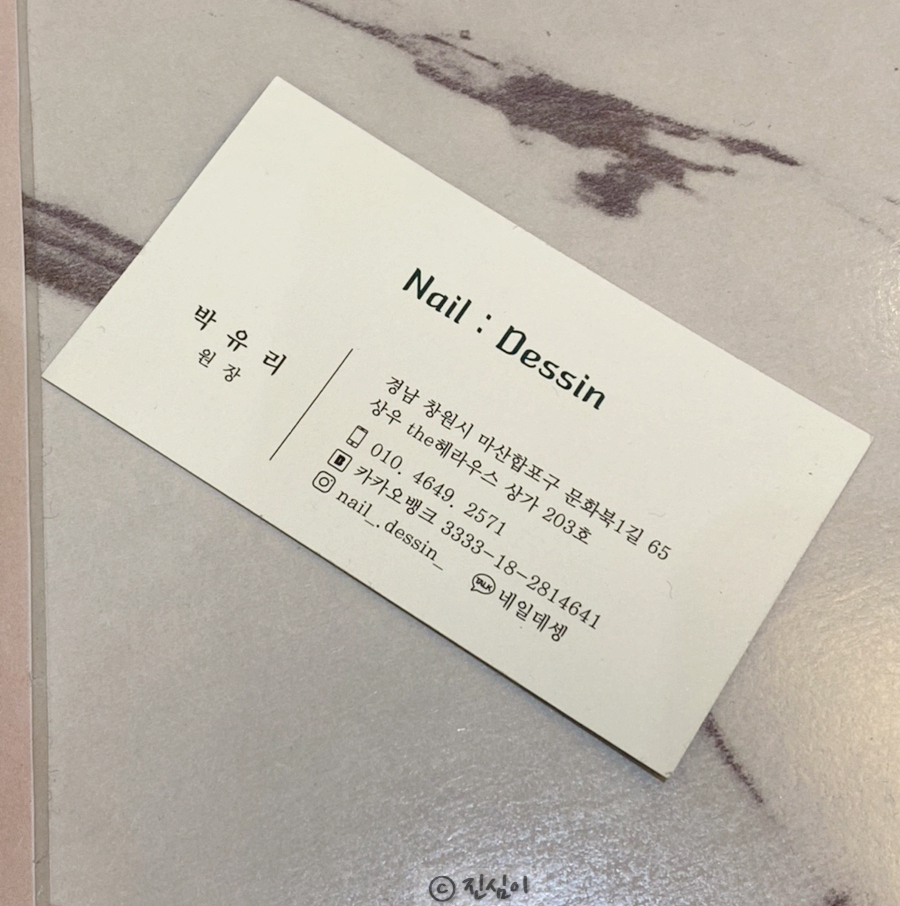 Nail : Dessin
박 유 리
원 장
경남 창원시 마산합포구 문화북1길 65
상우 the헤라우스 상가 203호
010. 4649. 2571
카카오뱅크 3333-18-2814641
nail_.dessin_
TALK 네일데셍
© 진심이